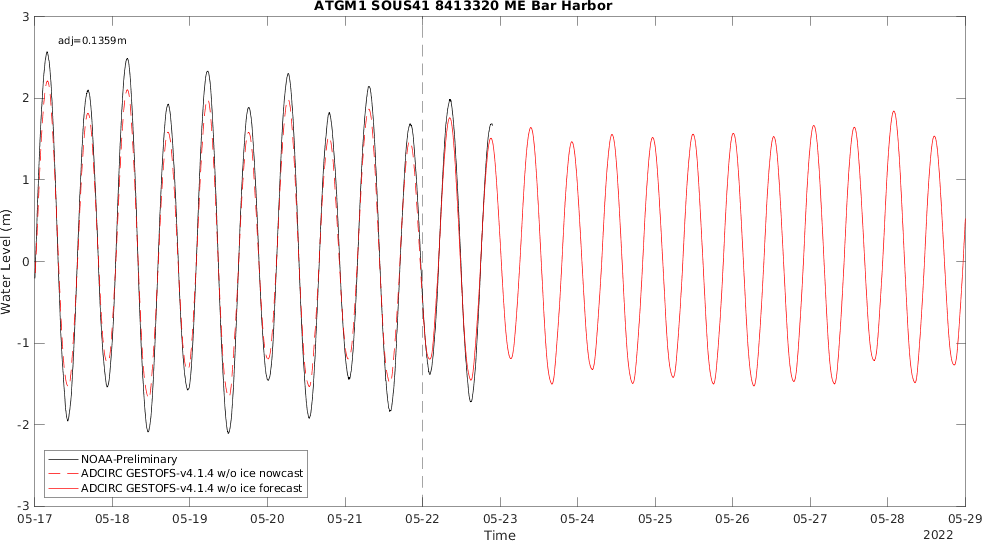 ATGM1 SOUS41 8413320 ME Bar Harbor
adj=0.1359m
3
2
1
0
-1
-2
-3
Water Level (m)
NOAA-Preliminary
ADCIRC GESTOFS-v4.1.4 w/o ice nowcast
ADCIRC GESTOFS-v4.1.4 w/o ice forecast
05-17 05-18 05-19 05-20 05-21 05-22 05-23 05-24 05-25 05-26 05-27 05-28 05-29
Time
2022